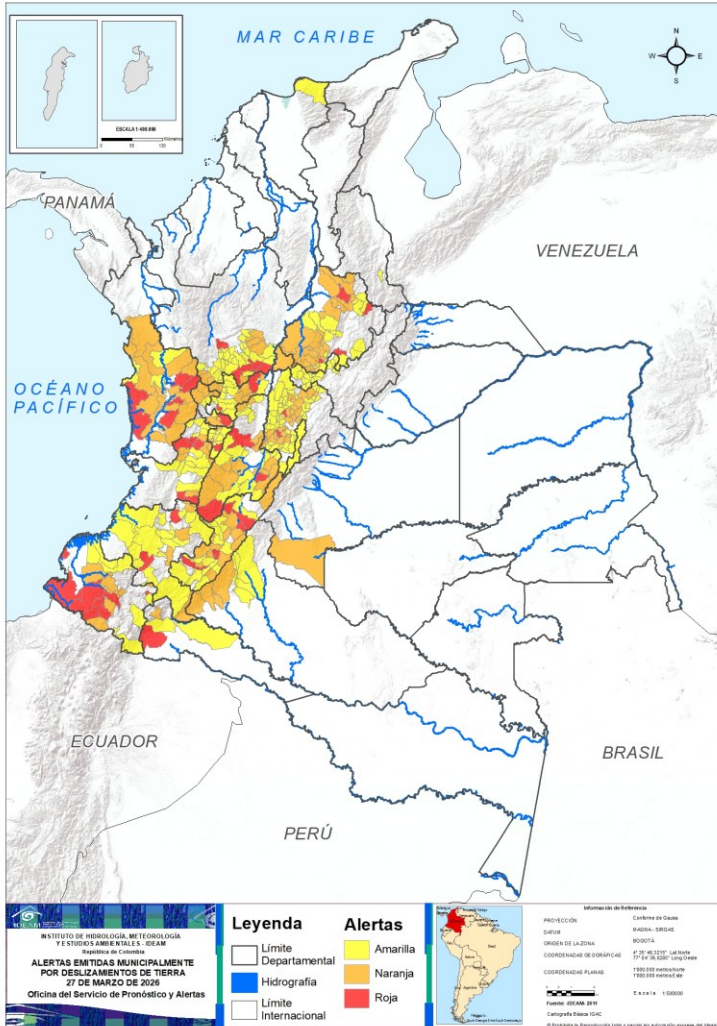 MAR CARIBE
N
W
E
S
ESCALA 1:400.000
PANAMÁ
VENEZUELA
OCÉANO
PACÍFICO
ECUADOR
BRASIL
PERÚ
IDEAM
INSTITUTO DE HIDROLOGÍA, METEOROLOGÍA
Y ESTUDIOS AMBIENTALES - IDEAM
República de Colombia
ALERTAS EMITIDAS MUNICIPALMENTE
POR DESLIZAMIENTOS DE TIERRA
27 DE MARZO DE 2026
Oficina del Servicio de Pronóstico y Alertas
Leyenda
Límite
Departamental
Hidrografía
Límite
Internacional
Alertas
Amarilla
Naranja
Roja
Información de Referencia
PROYECCIÓN Conforme de Gauss
DATUM MAGNA - SIRGAS
ORIGEN DE LA ZONA BOGOTÁ
COORDENADAS GEOGRÁFICAS
COORDENADAS PLANAS
Fuente: IDEAM 2011
Cartografía Básica IGAC